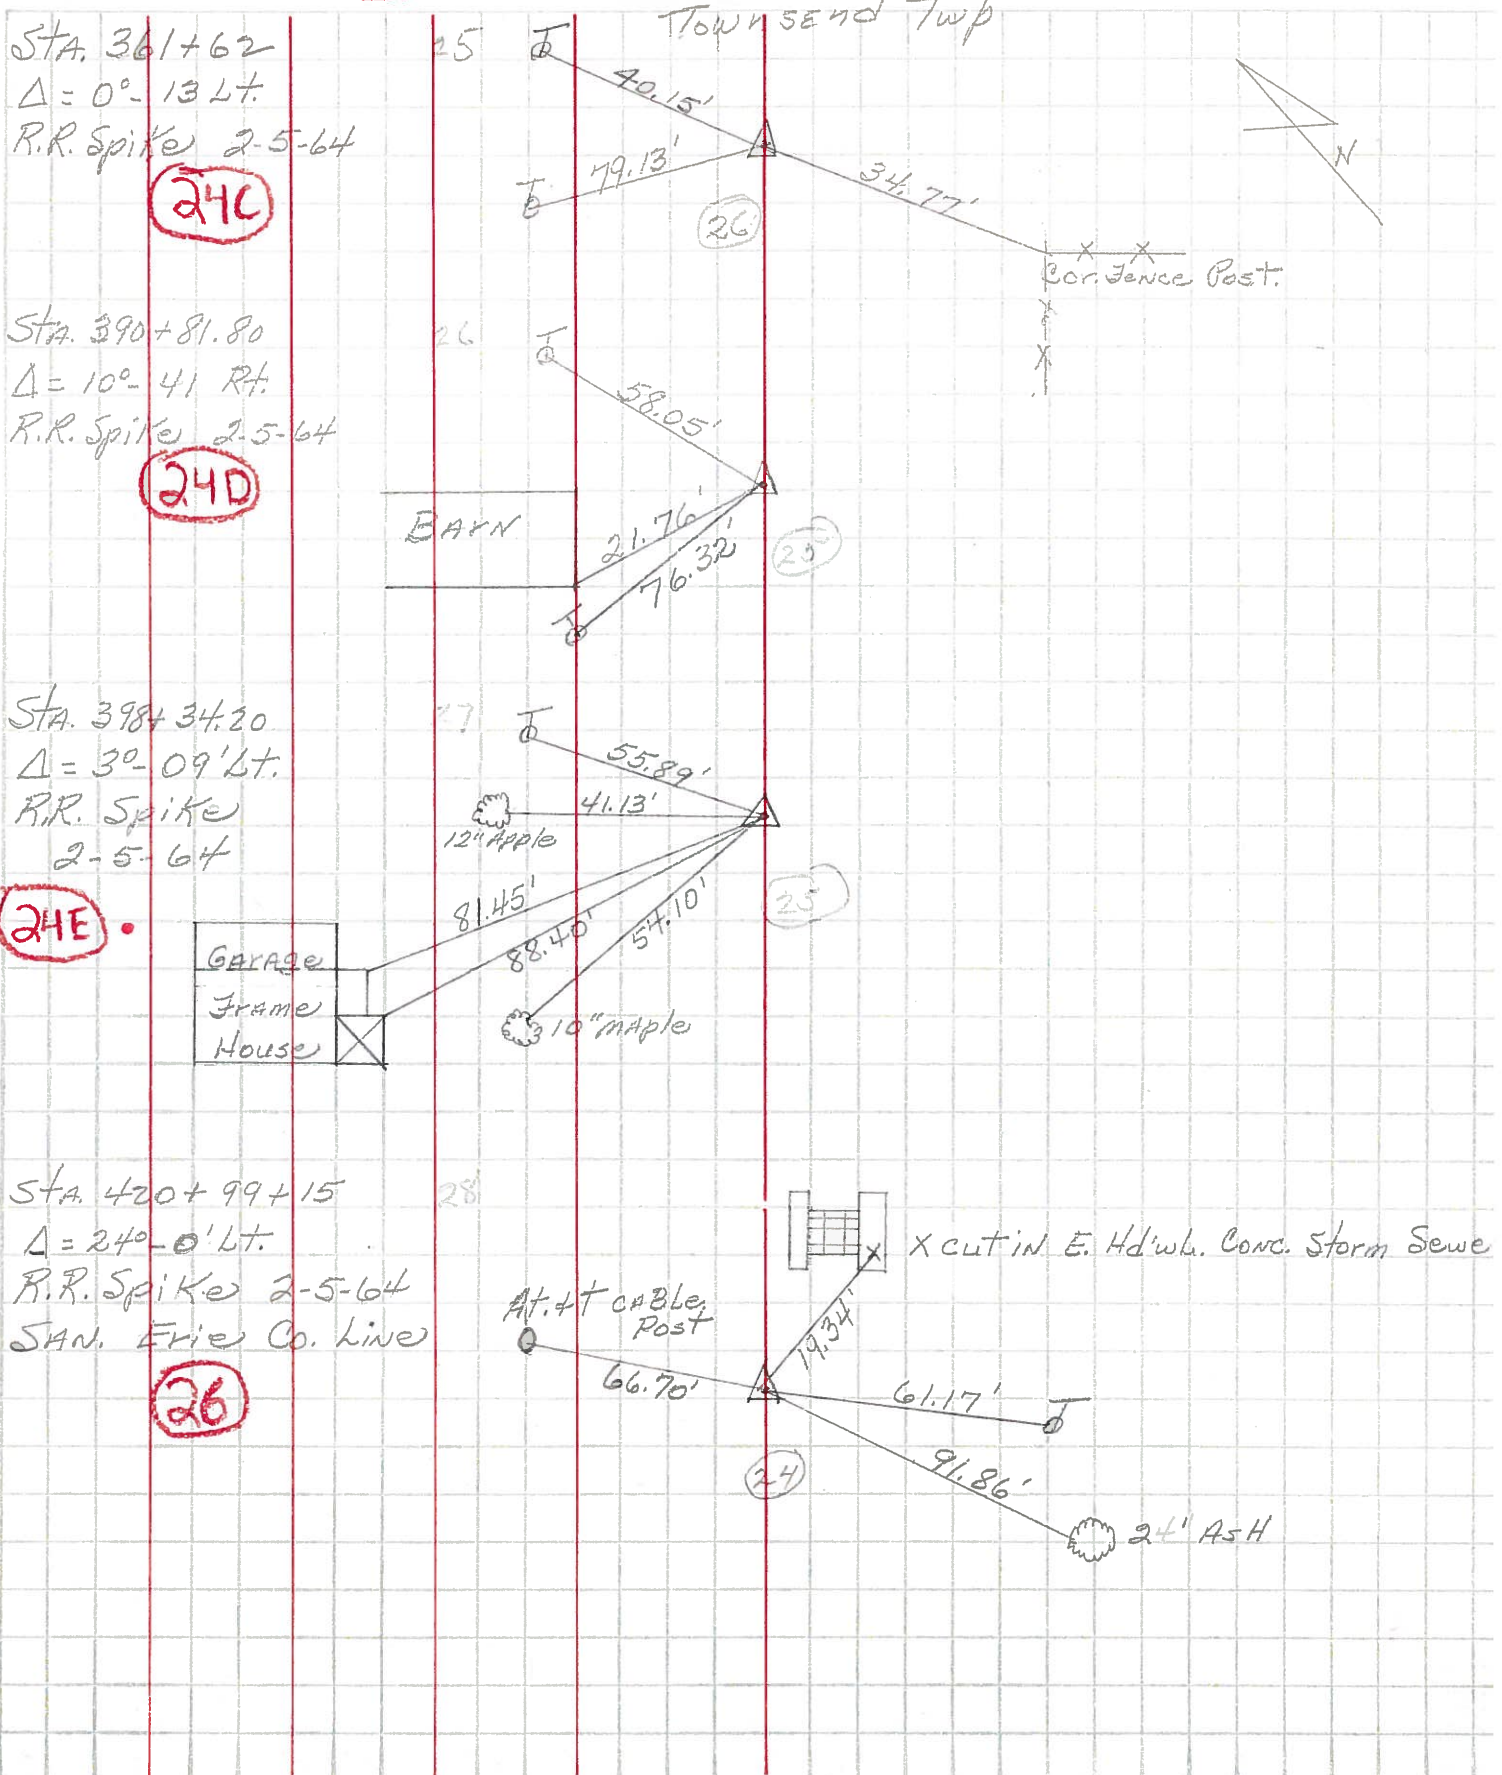 Townsend Twp
Sta. 361+62
Δ = 0°-13 Lt.
R.R. Spike 2-5-64
24C
25
40.15'
79.13'
34.77'
26
N
Cor. Fence Post.
Sta. 390+81.80
Δ = 10°-41 Rt.
R.R. Spike 2-5-64
24D
26
58.05'
Barn
21.76'
76.32'
25
Sta. 398+34.20
Δ = 3°-09' Lt.
R.R. Spike
2-5-64
24E
27
55.89'
41.13'
12" Apple
81.45'
88.40'
54.10'
25
Garage
Frame
House
10" Maple
Sta. 420+99+15
Δ = 24°-0' Lt.
R.R. Spike 2-5-64
San. Erie Co. Line
26
28
X cut in E. Hd'wl. Conc. Storm Sewe
At.&T Cable
Post
19.34'
66.70'
61.17'
24
91.86'
24' Ash